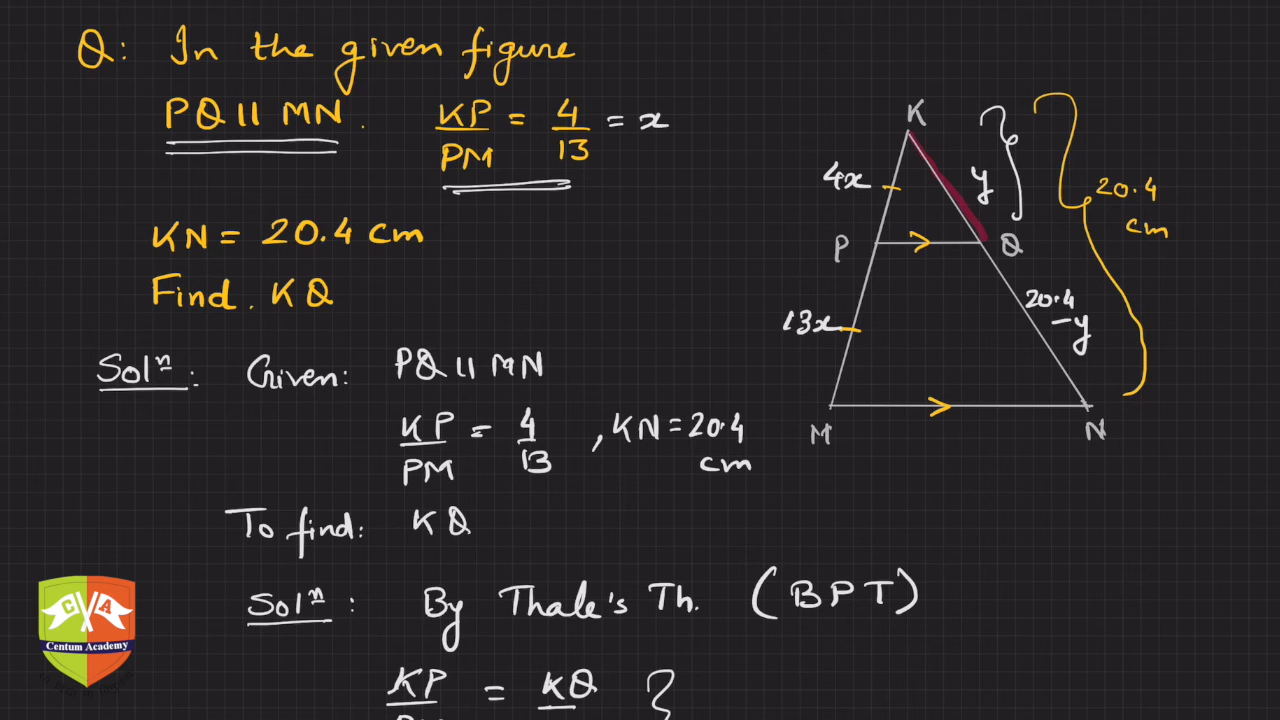 Q: In the given figure
PQ || MN. KP/PM = 4/13 = x
KN = 20.4 cm
Find. KQ
K
4x
y
20.4 cm
P
Q
13x
20.4 - y
M
N
Solⁿ: Given: PQ || MN
KP/PM = 4/13, KN = 20.4 cm
To find: KQ
Solⁿ: By Thale's Th. (BPT)
KP = KQ }
CA
Centum Academy